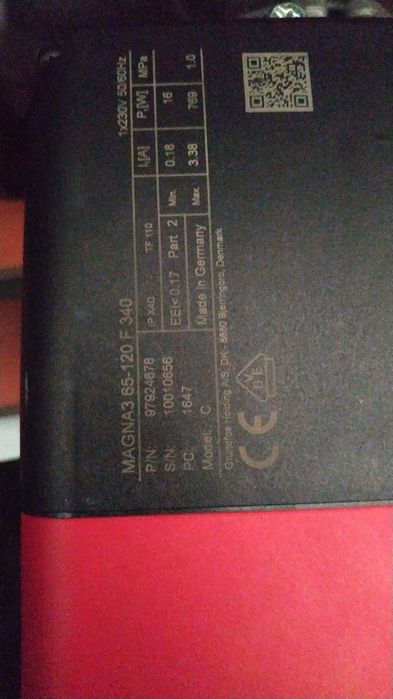 MAGNA3 65-120 F 340 1x230V 50/60Hz
P/N: 97924678 IP X4D TF 110 I₁[A] P₁[W] MPa
S/N: 10010656 EEI<0.17 Part 2 Min. 0.18 16
PC: 1647 Made in Germany Max. 3.38 769 1.0
Model: C
Grundfos Holding A/S, DK - 8850 Bjerringbro, Denmark
CE
VDE